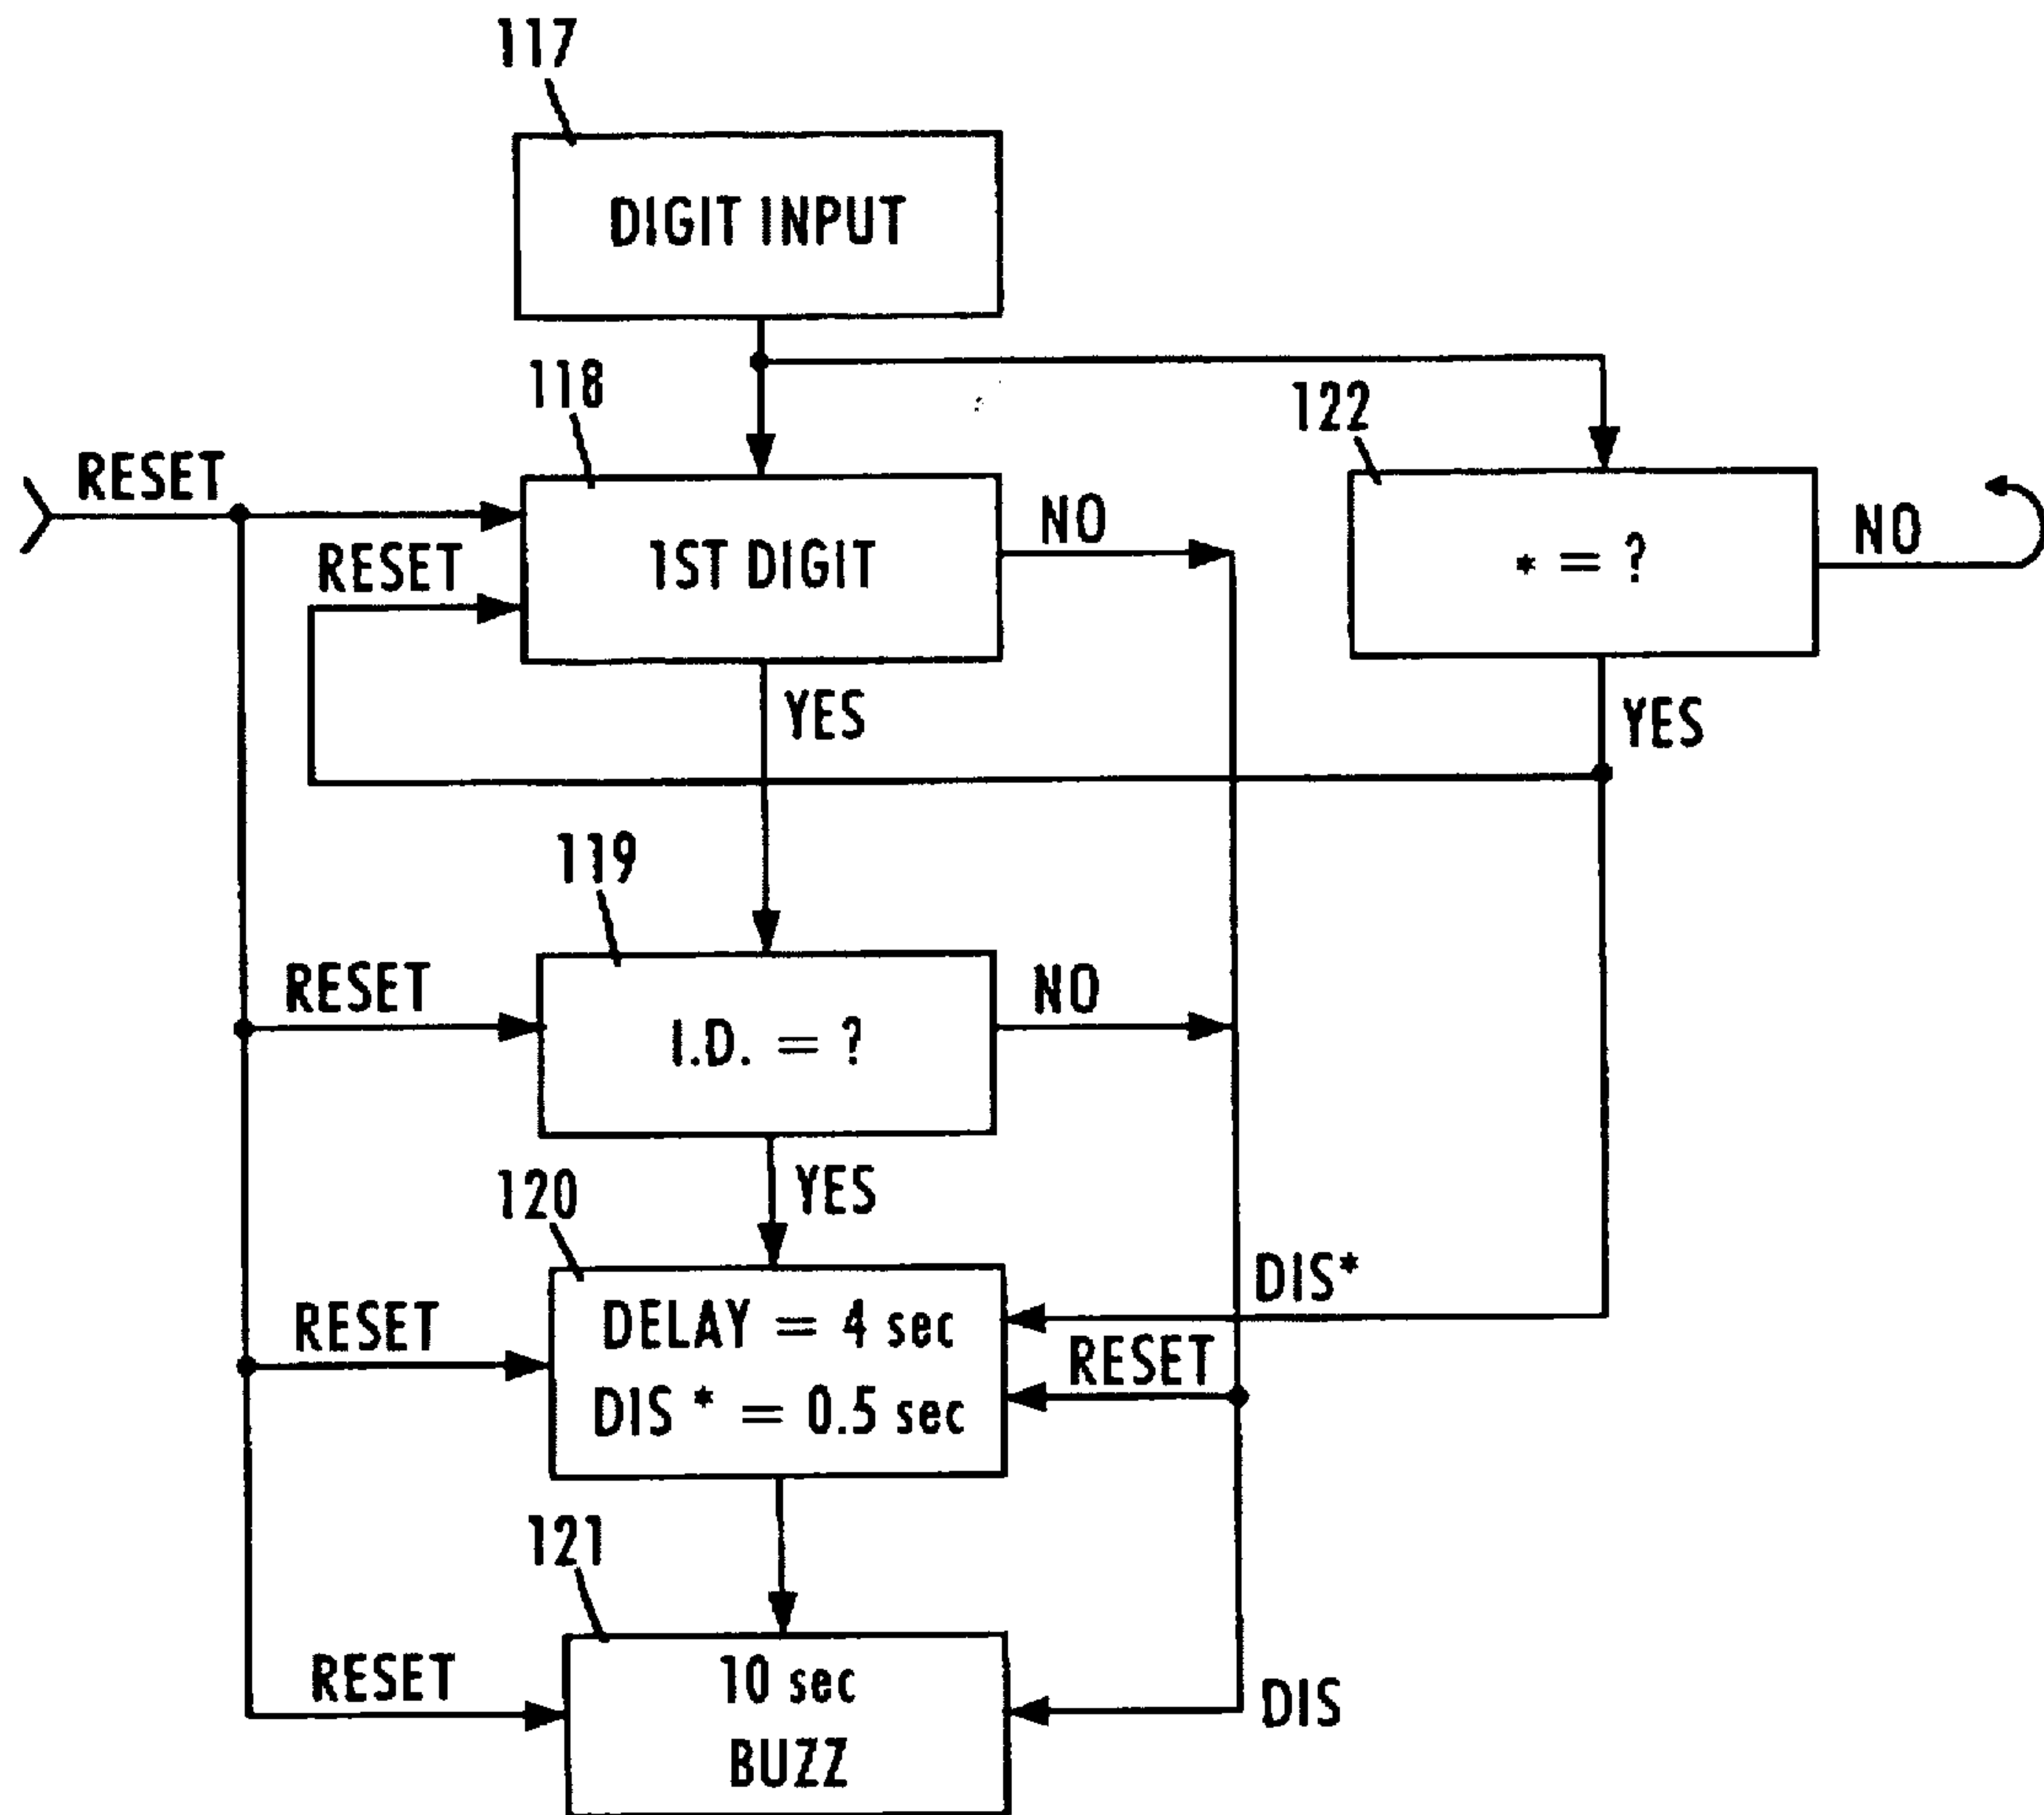 117
DIGIT INPUT
118
122
RESET
NO
NO
RESET
1ST DIGIT
* = ?
YES
YES
119
RESET
NO
I.D. = ?
120
YES
DIS*
RESET
DELAY = 4 sec
RESET
DIS * = 0.5 sec
121
RESET
10 sec
DIS
BUZZ